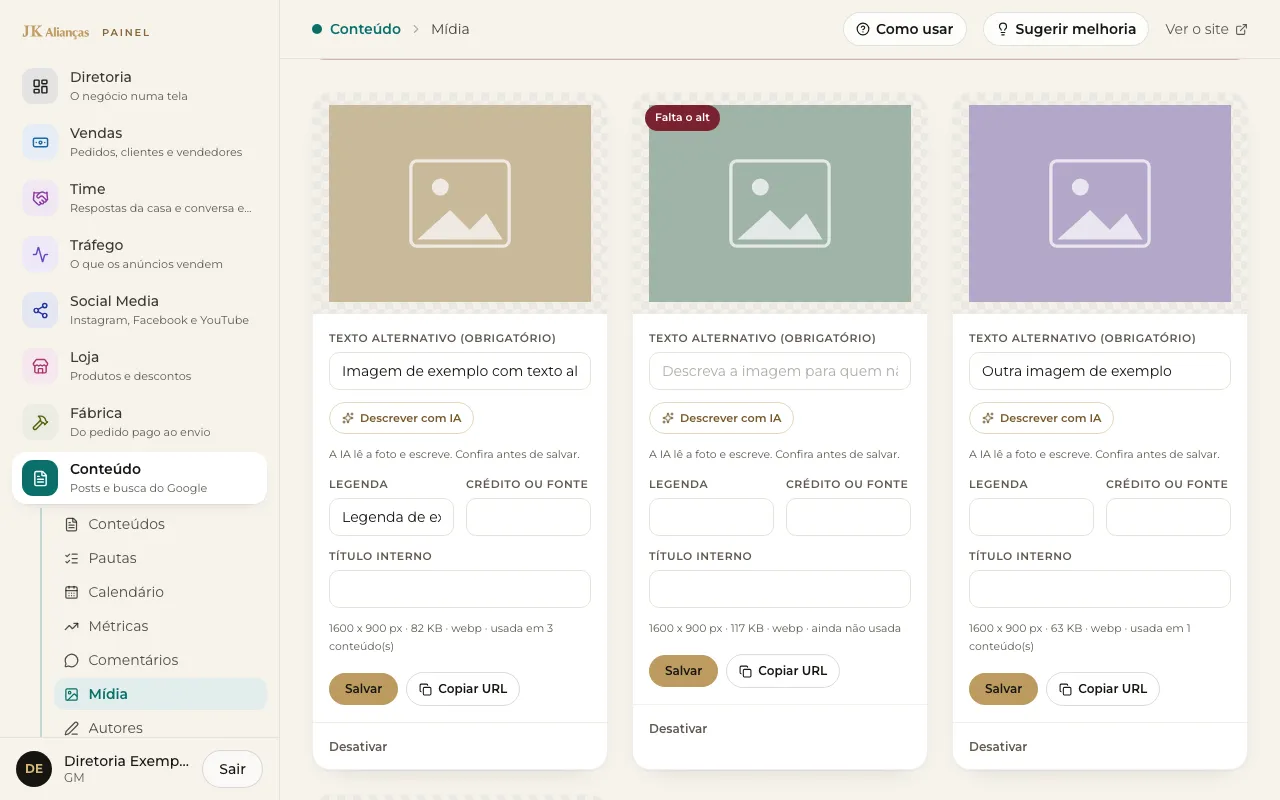 JK Alianças PAINEL
Diretoria
O negócio numa tela
Vendas
Pedidos, clientes e vendedores
Time
Respostas da casa e conversa e…
Tráfego
O que os anúncios vendem
Social Media
Instagram, Facebook e YouTube
Loja
Produtos e descontos
Fábrica
Do pedido pago ao envio
Conteúdo
Posts e busca do Google
Conteúdos
Pautas
Calendário
Métricas
Comentários
Mídia
Autores
DE
Diretoria Exemp…
GM
Sair
Conteúdo
Mídia
Como usar
Sugerir melhoria
Ver o site
TEXTO ALTERNATIVO (OBRIGATÓRIO)
Imagem de exemplo com texto al
Descrever com IA
A IA lê a foto e escreve. Confira antes de salvar.
LEGENDA
CRÉDITO OU FONTE
Legenda de ex
TÍTULO INTERNO
1600 x 900 px · 82 KB · webp · usada em 3
conteúdo(s)
Salvar
Copiar URL
Desativar
Falta o alt
TEXTO ALTERNATIVO (OBRIGATÓRIO)
Descreva a imagem para quem nã
Descrever com IA
A IA lê a foto e escreve. Confira antes de salvar.
LEGENDA
CRÉDITO OU FONTE
TÍTULO INTERNO
1600 x 900 px · 117 KB · webp · ainda não usada
Salvar
Copiar URL
Desativar
TEXTO ALTERNATIVO (OBRIGATÓRIO)
Outra imagem de exemplo
Descrever com IA
A IA lê a foto e escreve. Confira antes de salvar.
LEGENDA
CRÉDITO OU FONTE
TÍTULO INTERNO
1600 x 900 px · 63 KB · webp · usada em 1
conteúdo(s)
Salvar
Copiar URL
Desativar